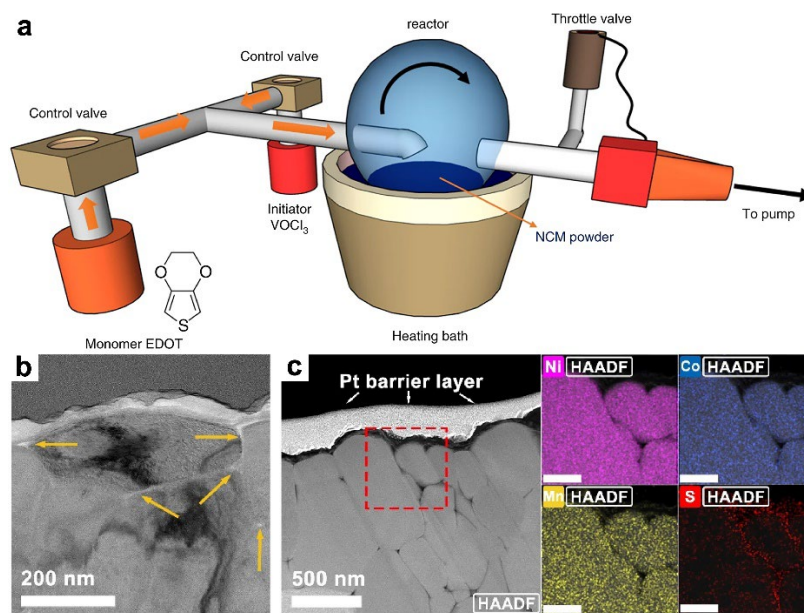 a
Throttle valve
reactor
Control valve
Control valve
Initiator
VOCl₃
NCM powder
To pump
O
O
S
Monomer EDOT
Heating bath
b
200 nm
c
Pt barrier layer
500 nm
HAADF
Ni HAADF
Co HAADF
Mn HAADF
S HAADF